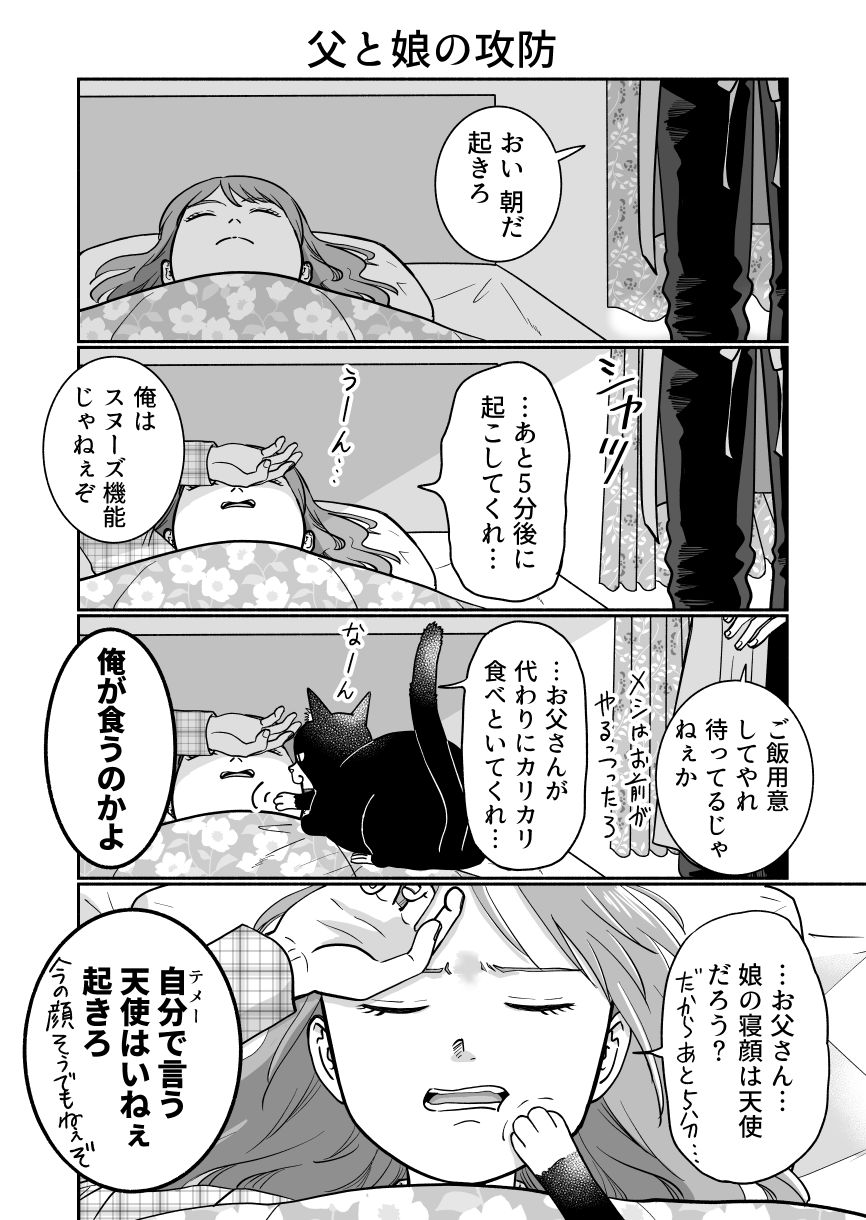 父と娘の攻防
おい 朝だ
起きろ
シャッ
…あと5分後に
起こしてくれ…
うーん…
俺は
スヌーズ機能
じゃねぇぞ
ご飯用意
してやれ
待ってるじゃ
ねぇか
メシはお前が
やるっつったろ
…お父さんが
代わりにカリカリ
食べといてくれ…
なーん
俺が食うのかよ
…お父さん…
娘の寝顔は天使
だろう?
だからあと5分…
テメー
自分で言う
天使はいねぇ
起きろ
今の顔そうでもねぇぞ